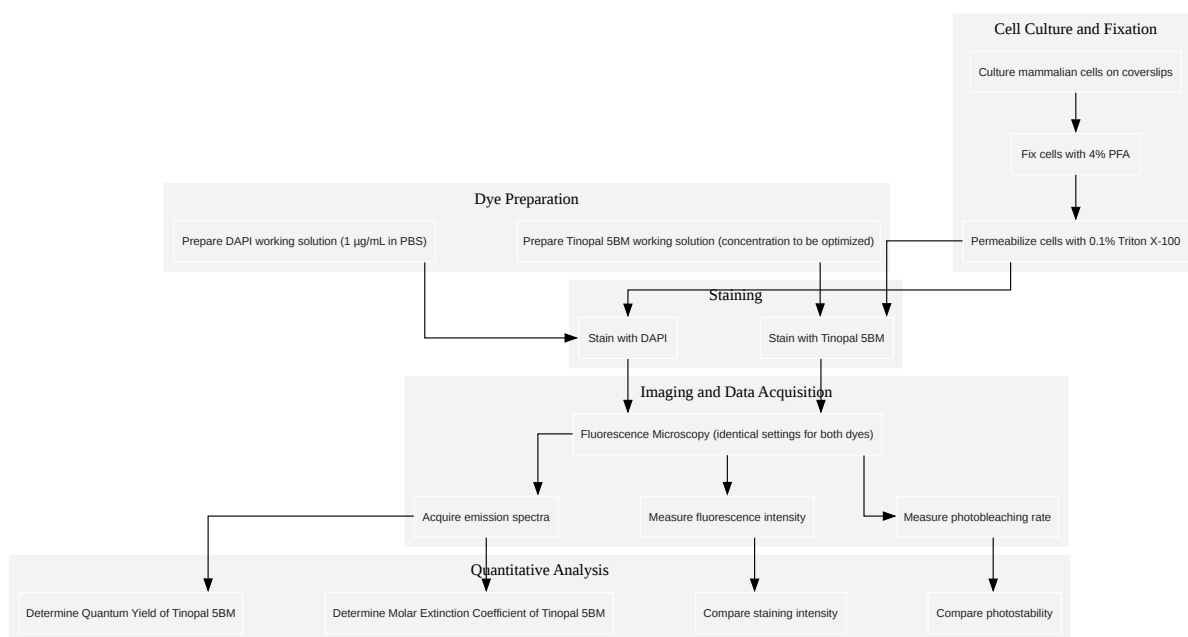 Cell Culture and Fixation
Culture mammalian cells on coverslips
Fix cells with 4% PFA
Dye Preparation
Prepare DAPI working solution (1 µg/mL in PBS)
Prepare Tinopal 5BM working solution (concentration to be optimized)
Permeabilize cells with 0.1% Triton X-100
Staining
Stain with DAPI
Stain with Tinopal 5BM
Imaging and Data Acquisition
Fluorescence Microscopy (identical settings for both dyes)
Acquire emission spectra
Measure fluorescence intensity
Measure photobleaching rate
Quantitative Analysis
Determine Quantum Yield of Tinopal 5BM
Determine Molar Extinction Coefficient of Tinopal 5BM
Compare staining intensity
Compare photostability